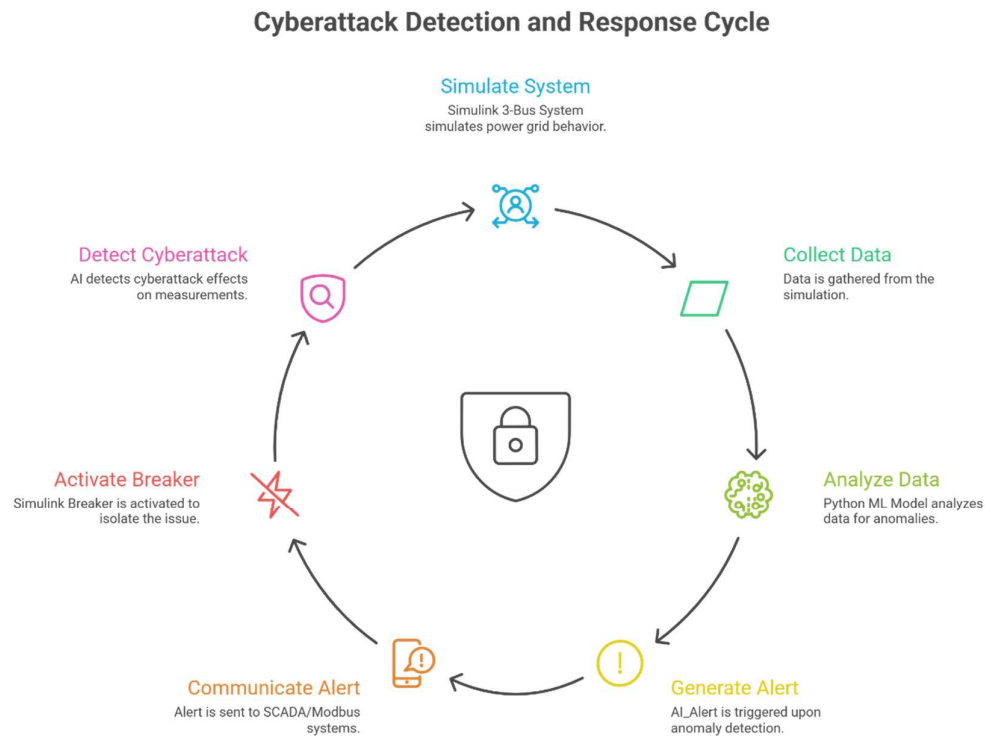 Cyberattack Detection and Response Cycle
Simulate System
Simulink 3-Bus System
simulates power grid behavior.
Collect Data
Data is gathered from the
simulation.
Analyze Data
Python ML Model analyzes
data for anomalies.
Generate Alert
AI_Alert is triggered upon
anomaly detection.
Communicate Alert
Alert is sent to SCADA/Modbus
systems.
Activate Breaker
Simulink Breaker is activated to
isolate the issue.
Detect Cyberattack
AI detects cyberattack effects
on measurements.